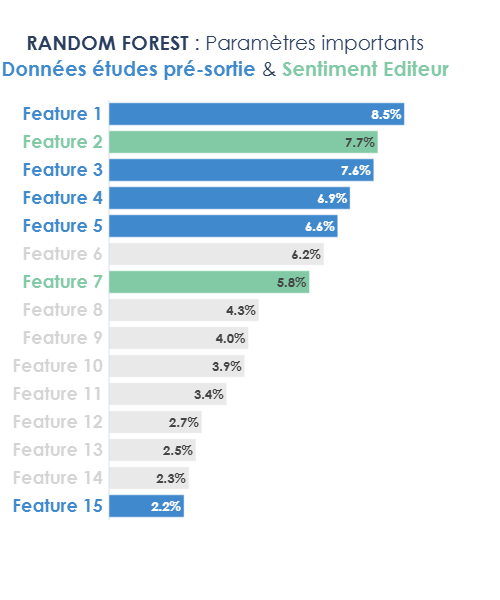 RANDOM FOREST : Paramètres importants
Données études pré-sortie & Sentiment Editeur
Feature 1 8.5%
Feature 2 7.7%
Feature 3 7.6%
Feature 4 6.9%
Feature 5 6.6%
Feature 6 6.2%
Feature 7 5.8%
Feature 8 4.3%
Feature 9 4.0%
Feature 10 3.9%
Feature 11 3.4%
Feature 12 2.7%
Feature 13 2.5%
Feature 14 2.3%
Feature 15 2.2%